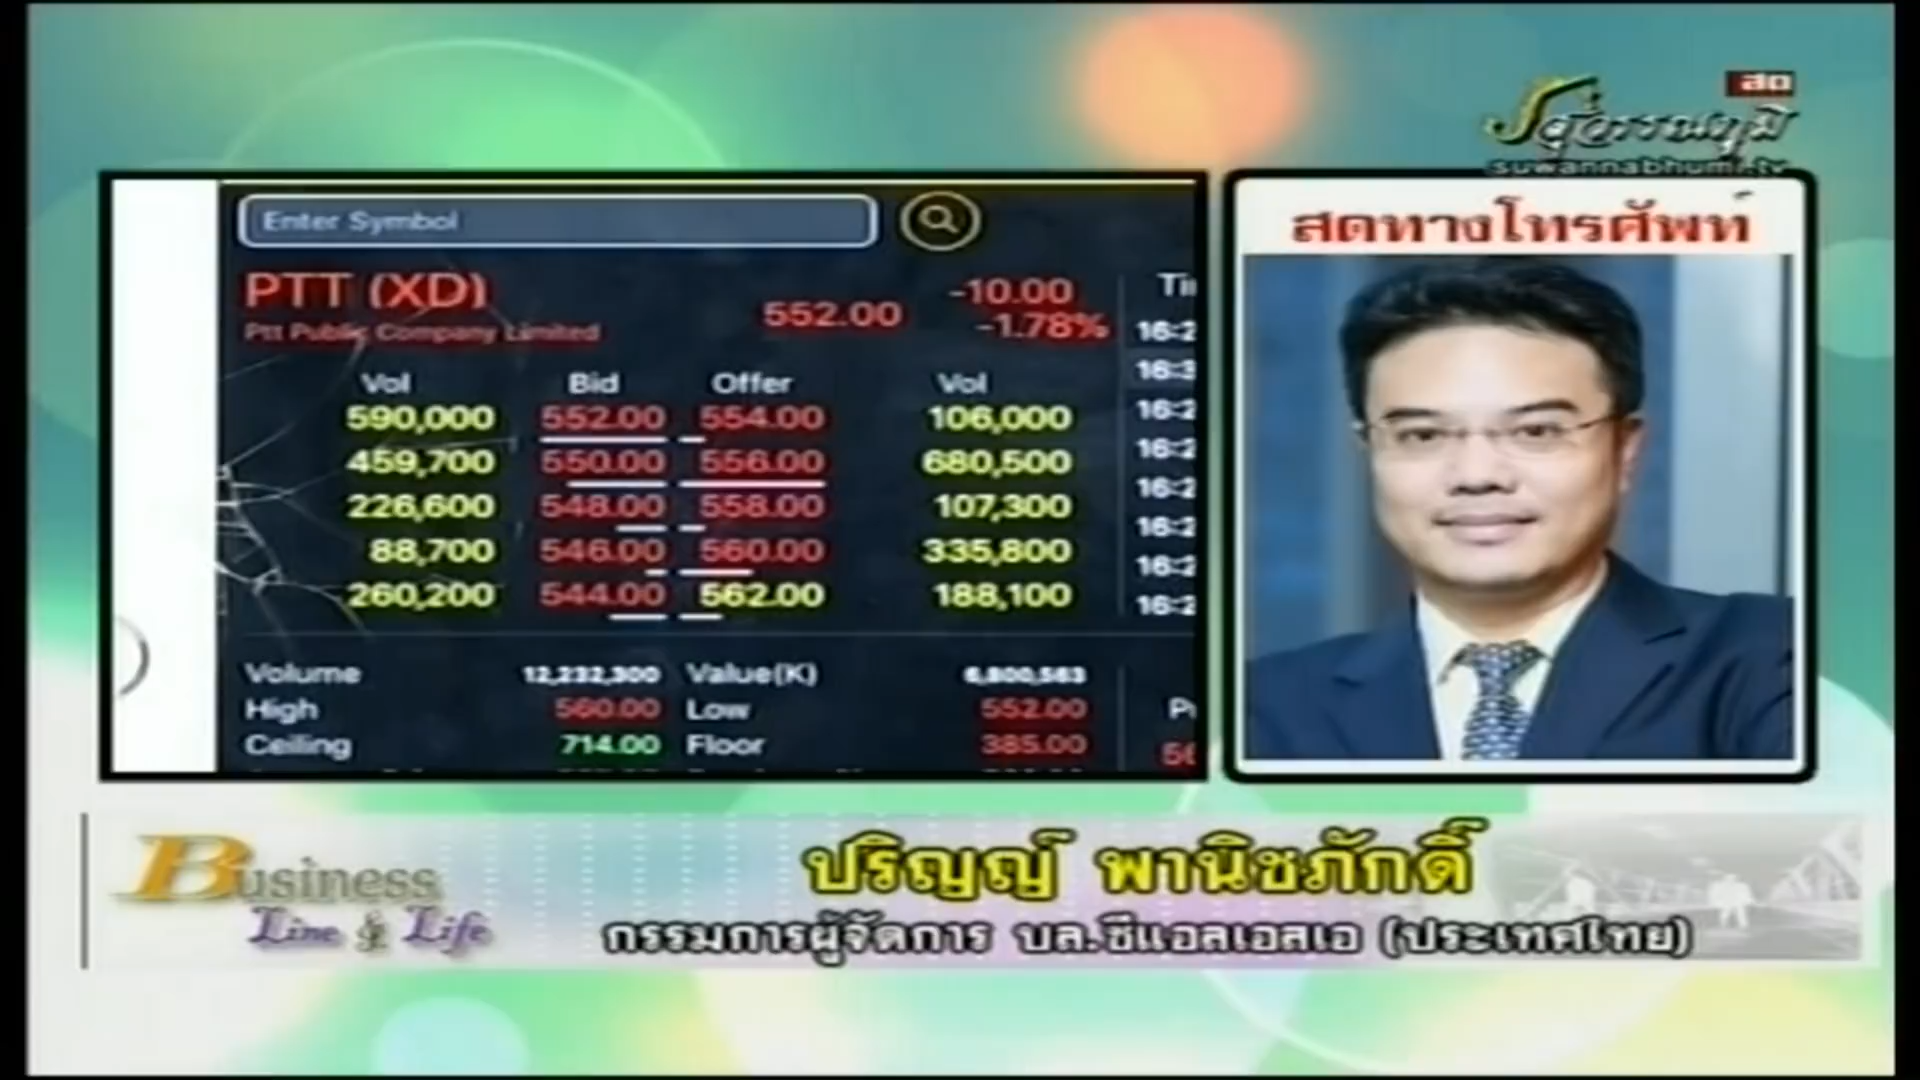 สด
สุวรรณภูมิ
suwannabhumi.tv
สดทางโทรศัพท์
Enter Symbol
PTT (XD)
Ptt Public Company Limited
552.00
-10.00
-1.78%
Vol Bid Offer Vol
590,000 552.00 554.00 106,000
459,700 550.00 556.00 680,500
226,600 548.00 558.00 107,300
88,700 546.00 560.00 335,800
260,200 544.00 562.00 188,100
Volume 12,232,300 Value(K) 6,800,563
High 560.00 Low 552.00
Ceiling 714.00 Floor 385.00
Business
Line & Life
ปริญญ์ พานิชภักดิ์
กรรมการผู้จัดการ บล.ซีแอลเอสเอ (ประเทศไทย)